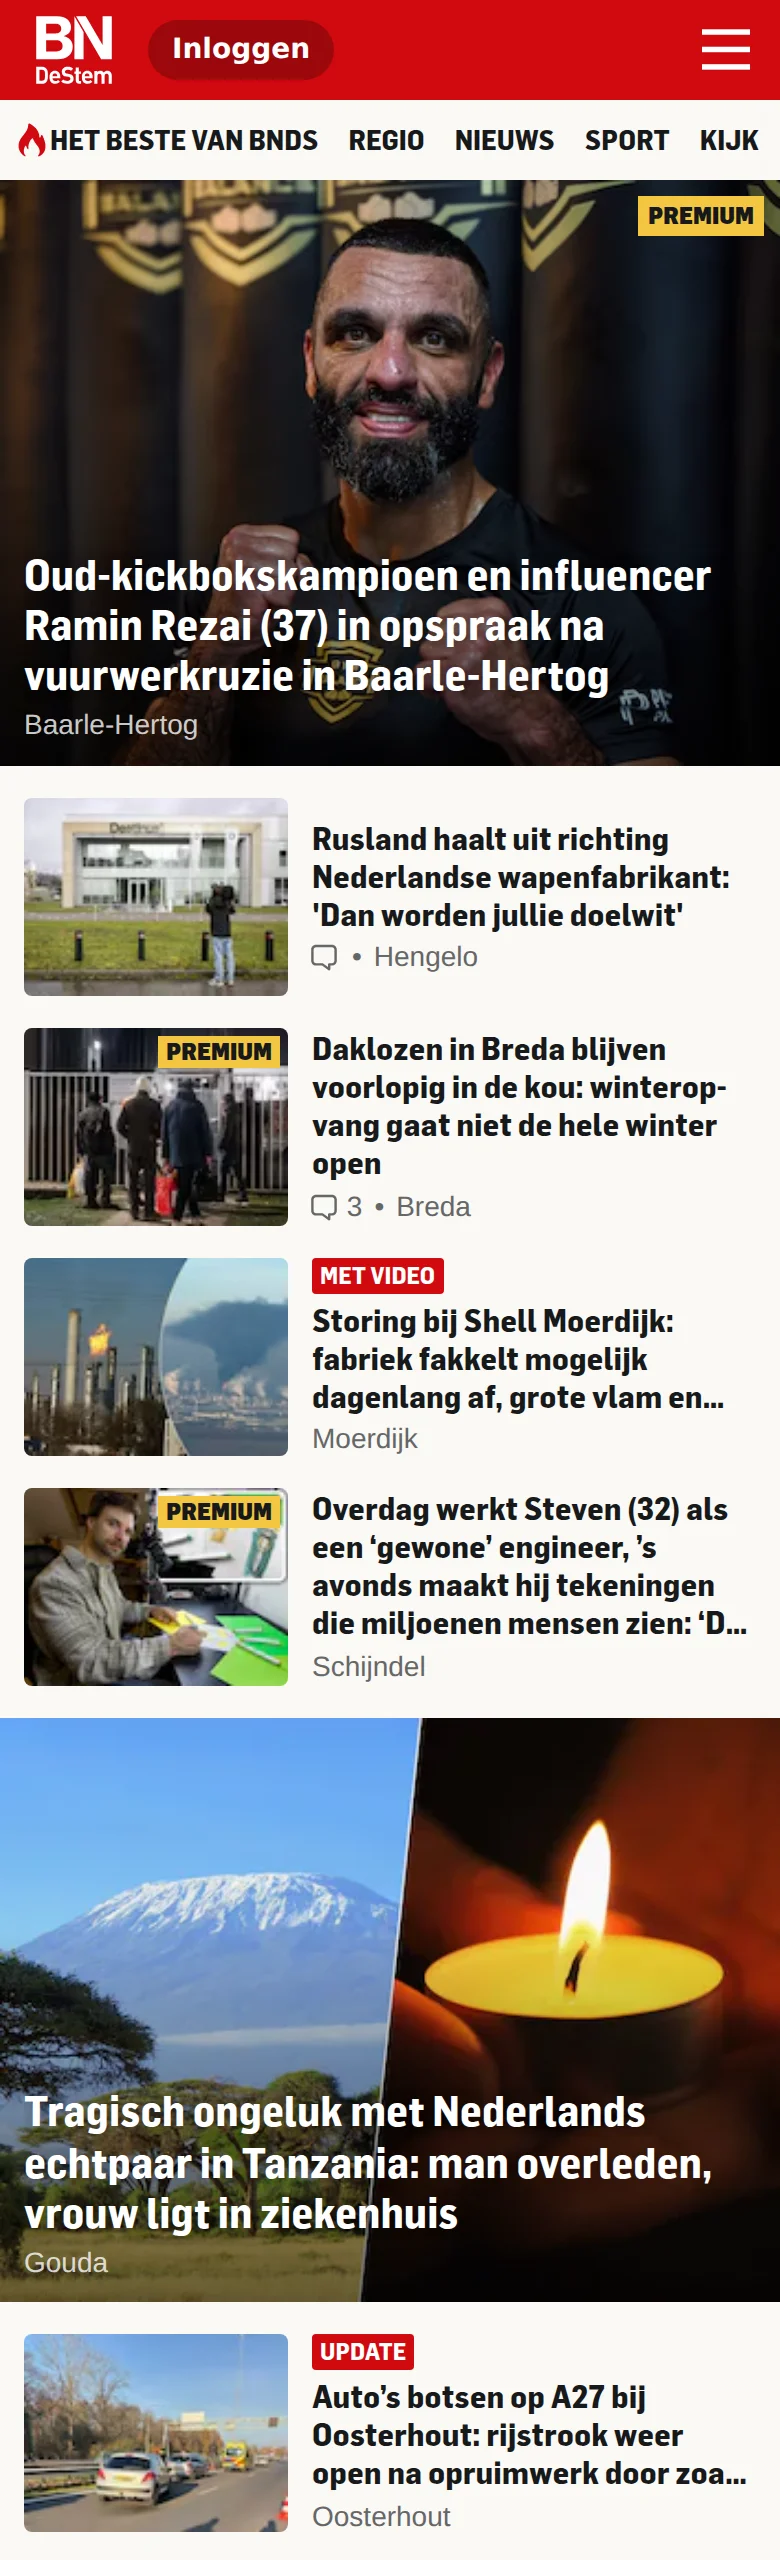 BN
DeStem
Inloggen
HET BESTE VAN BNDS REGIO NIEUWS SPORT KIJK
PREMIUM
Oud-kickbokskampioen en influencer
Ramin Rezai (37) in opspraak na
vuurwerkruzie in Baarle-Hertog
Baarle-Hertog
Rusland haalt uit richting
Nederlandse wapenfabrikant:
'Dan worden jullie doelwit'
• Hengelo
PREMIUM
Daklozen in Breda blijven
voorlopig in de kou: winterop-
vang gaat niet de hele winter
open
3 • Breda
MET VIDEO
Storing bij Shell Moerdijk:
fabriek fakkelt mogelijk
dagenlang af, grote vlam en...
Moerdijk
PREMIUM
Overdag werkt Steven (32) als
een ‘gewone’ engineer, ’s
avonds maakt hij tekeningen
die miljoenen mensen zien: ‘D...
Schijndel
Tragisch ongeluk met Nederlands
echtpaar in Tanzania: man overleden,
vrouw ligt in ziekenhuis
Gouda
UPDATE
Auto’s botsen op A27 bij
Oosterhout: rijstrook weer
open na opruimwerk door zoa...
Oosterhout